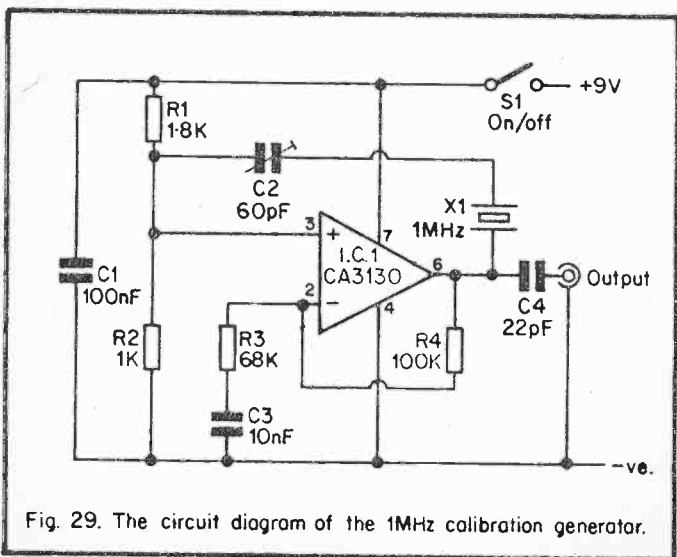 R1
1·8K
C2
60pF
S1
On/off
+9V
X1
1MHz
C1
100nF
3
+
7
I.C.1
CA3130
6
2
−
4
Output
C4
22pF
R2
1K
R3
68K
R4
100K
C3
10nF
-ve.
Fig. 29. The circuit diagram of the 1MHz calibration generator.